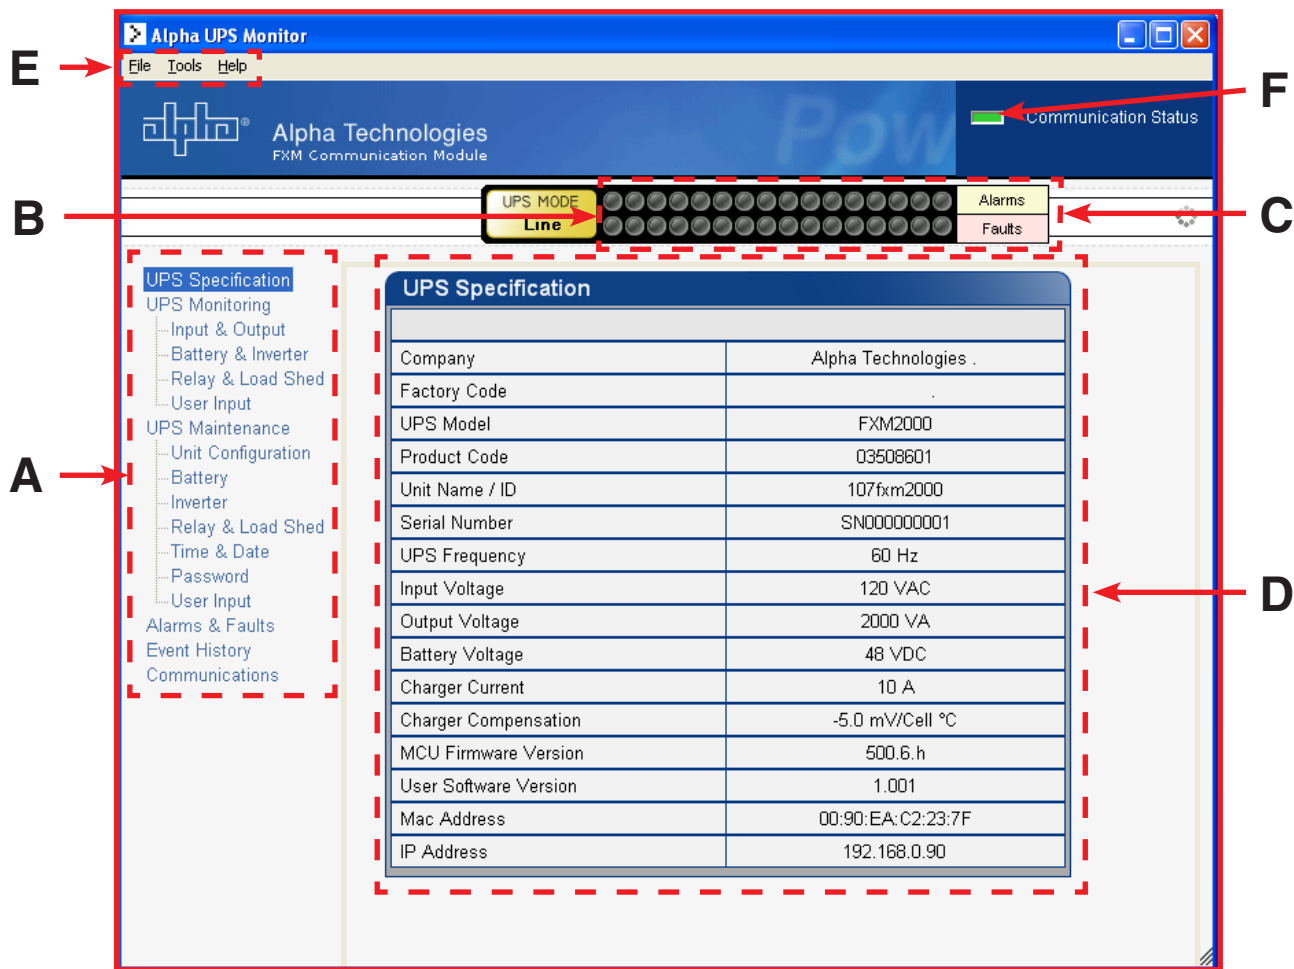 Alpha UPS Monitor
E
File Tools Help
F
alpha®
Alpha Technologies
FXM Communication Module
Pow
Communication Status
B
UPS MODE
Line
Alarms
Faults
C
A
UPS Specification
UPS Monitoring
Input & Output
Battery & Inverter
Relay & Load Shed
User Input
UPS Maintenance
Unit Configuration
Battery
Inverter
Relay & Load Shed
Time & Date
Password
User Input
Alarms & Faults
Event History
Communications
UPS Specification
Company Alpha Technologies .
Factory Code .
UPS Model FXM2000
Product Code 03508601
Unit Name / ID 107fxm2000
Serial Number SN000000001
UPS Frequency 60 Hz
Input Voltage 120 VAC
Output Voltage 2000 VA
Battery Voltage 48 VDC
Charger Current 10 A
Charger Compensation -5.0 mV/Cell °C
MCU Firmware Version 500.6.h
User Software Version 1.001
Mac Address 00:90:EA:C2:23:7F
IP Address 192.168.0.90
D